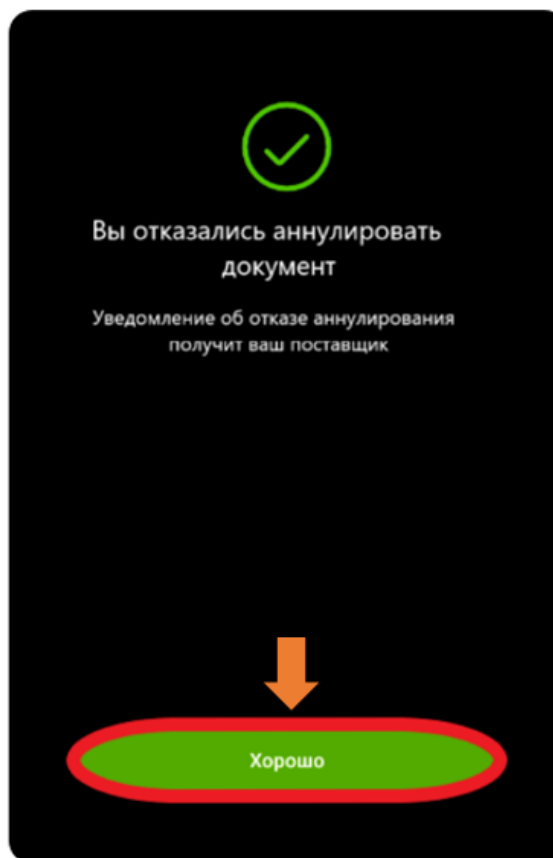 Вы отказались аннулировать
документ
Уведомление об отказе аннулирования
получит ваш поставщик
Хорошо